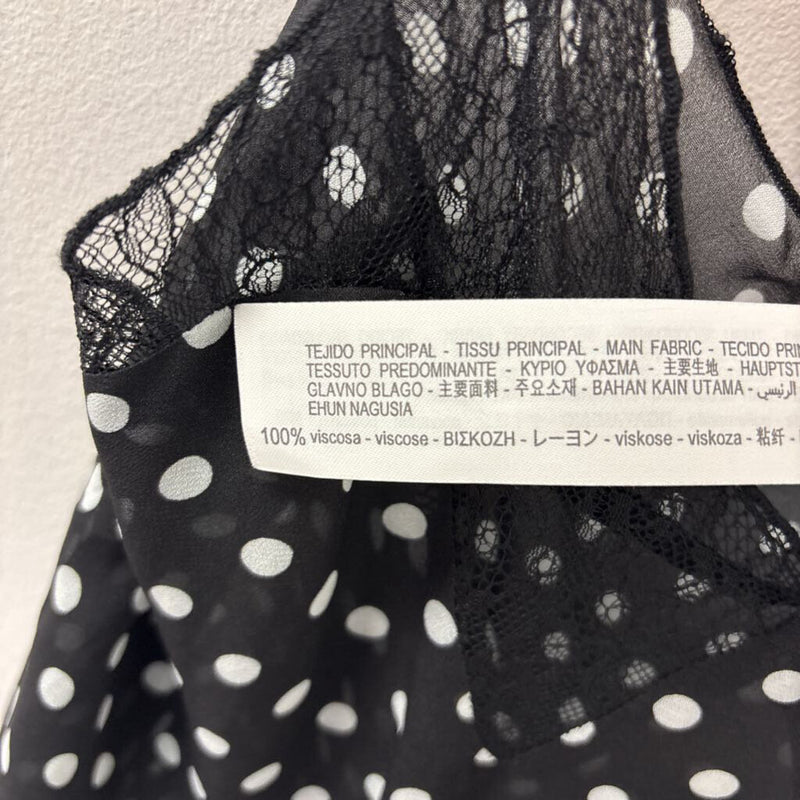 TEJIDO PRINCIPAL - TISSU PRINCIPAL - MAIN FABRIC - TECIDO PRIN
TESSUTO PREDOMINANTE - ΚΥΡΙΟ ΥΦΑΣΜΑ - 主要生地 - HAUPTST
GLAVNO BLAGO - 主要面料 - 주요소재 - BAHAN KAIN UTAMA - الرئيسي
EHUN NAGUSIA
100% viscosa - viscose - ΒΙΣΚΟΖΗ - レーヨン - viskose - viskoza - 粘纤 -